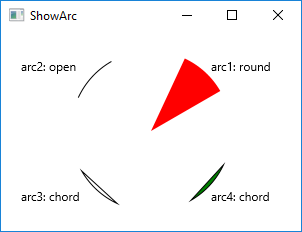 ShowArc
arc2: open
arc1: round
arc3: chord
arc4: chord